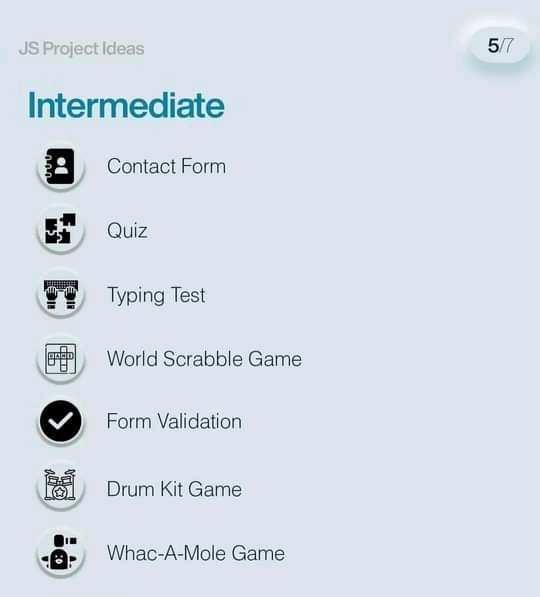 JS Project Ideas
5/7
Intermediate
Contact Form
Quiz
Typing Test
World Scrabble Game
Form Validation
Drum Kit Game
Whac-A-Mole Game